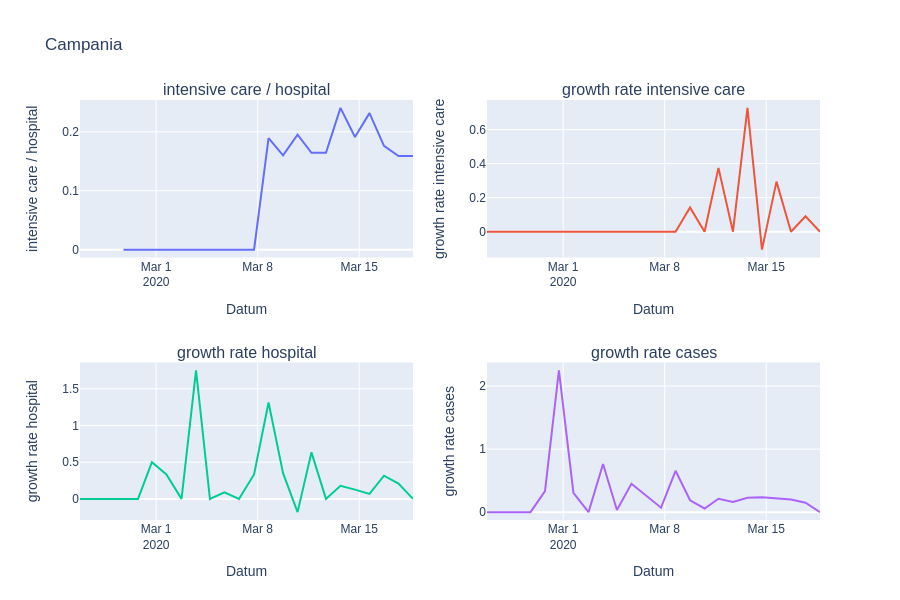 Campania
intensive care / hospital
growth rate intensive care
intensive care / hospital
0.2
0.1
0
Mar 1
2020
Mar 8
Mar 15
Datum
growth rate intensive care
0.6
0.4
0.2
0
Mar 1
2020
Mar 8
Mar 15
Datum
growth rate hospital
growth rate cases
growth rate hospital
1.5
1
0.5
0
Mar 1
2020
Mar 8
Mar 15
Datum
growth rate cases
2
1
0
Mar 1
2020
Mar 8
Mar 15
Datum